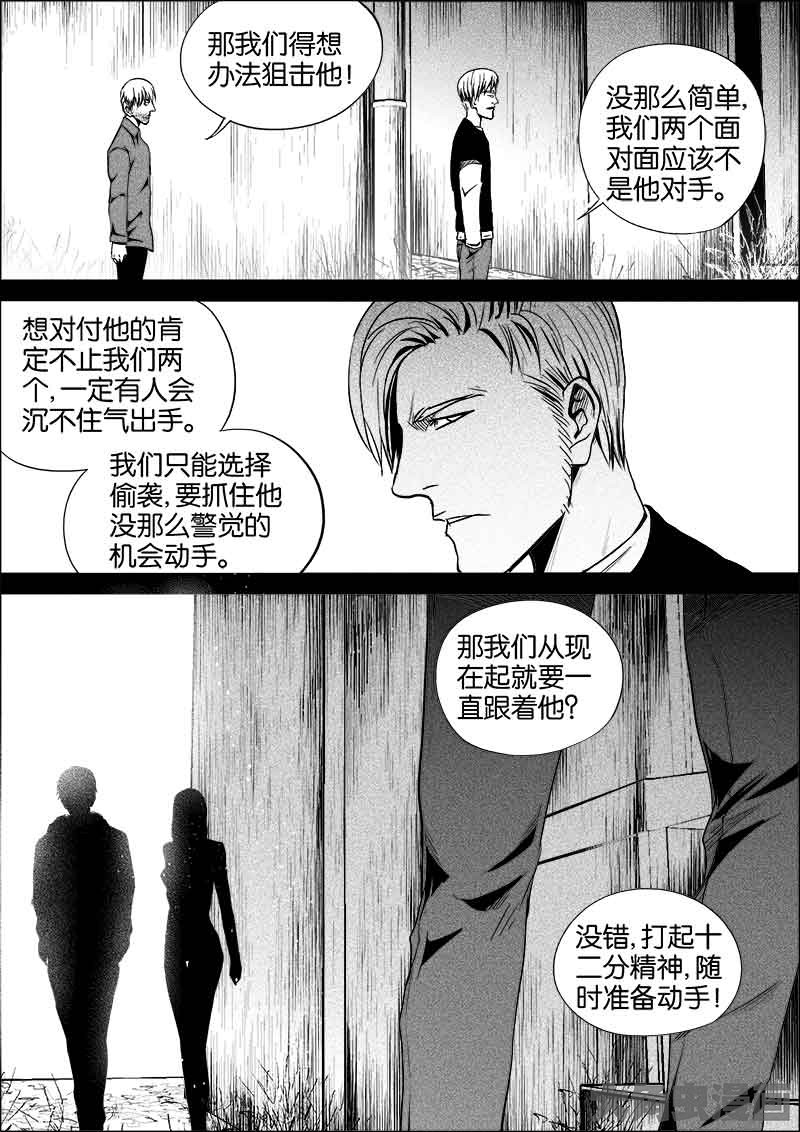 那我们得想
办法狙击他！
没那么简单，
我们两个面
对面应该不
是他对手。
想对付他的肯
定不止我们两
个，一定有人会
沉不住气出手。
我们只能选择
偷袭，要抓住他
没那么警觉的
机会动手。
那我们从现
在起就要一
直跟着他？
没错，打起十
二分精神，随
时准备动手！